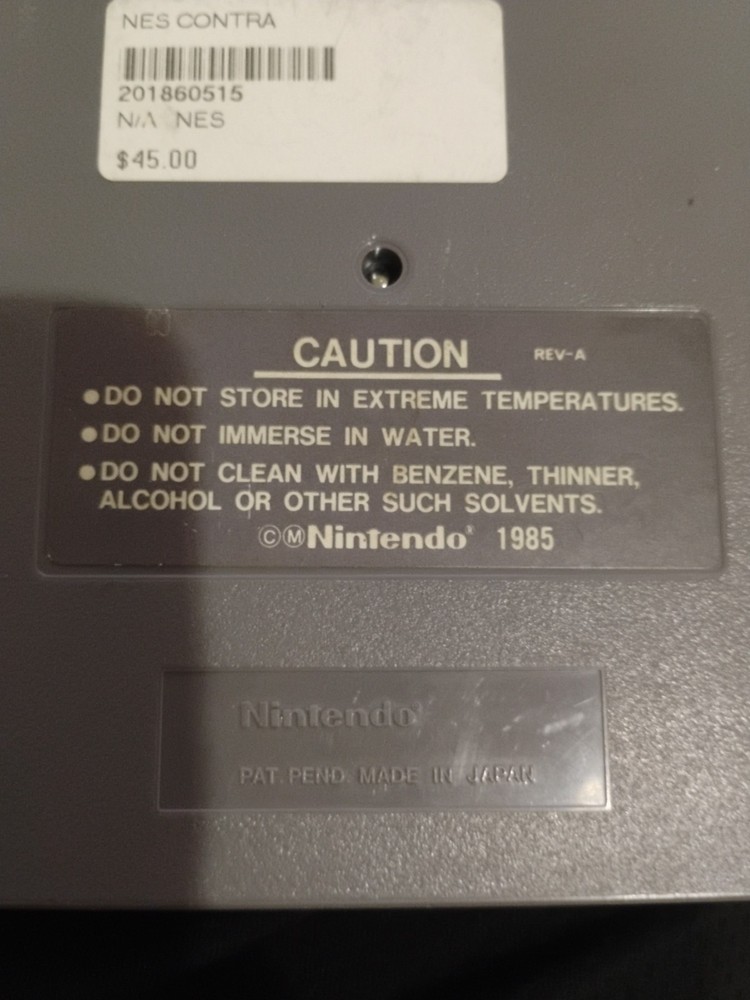 NES CONTRA
201860515
N/A NES
$45.00
CAUTION REV-A
●DO NOT STORE IN EXTREME TEMPERATURES.
●DO NOT IMMERSE IN WATER.
●DO NOT CLEAN WITH BENZENE, THINNER,
ALCOHOL OR OTHER SUCH SOLVENTS.
©ⓂNintendo® 1985
Nintendo®
PAT. PEND. MADE IN JAPAN